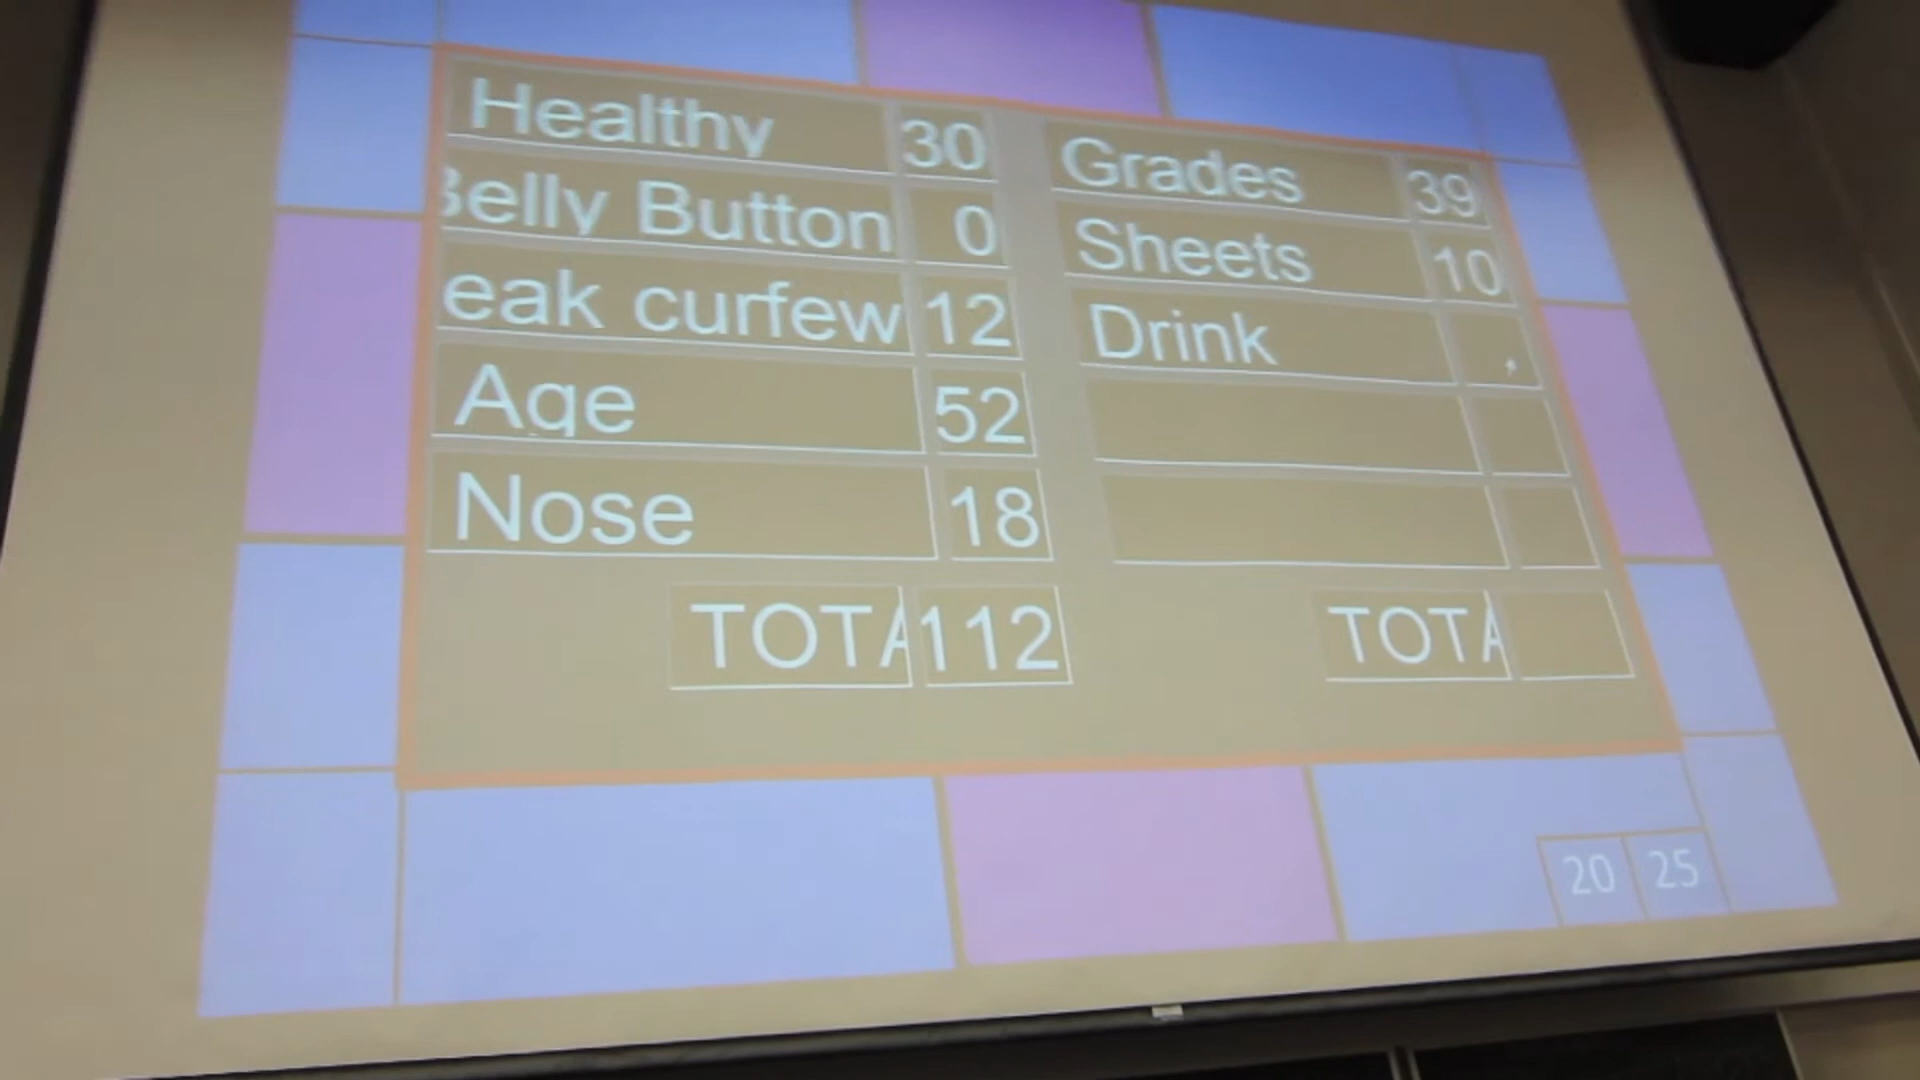 Healthy 30
Belly Button 0
eak curfew 12
Age 52
Nose 18
TOTA 112
Grades 39
Sheets 10
Drink
TOTA
20 25